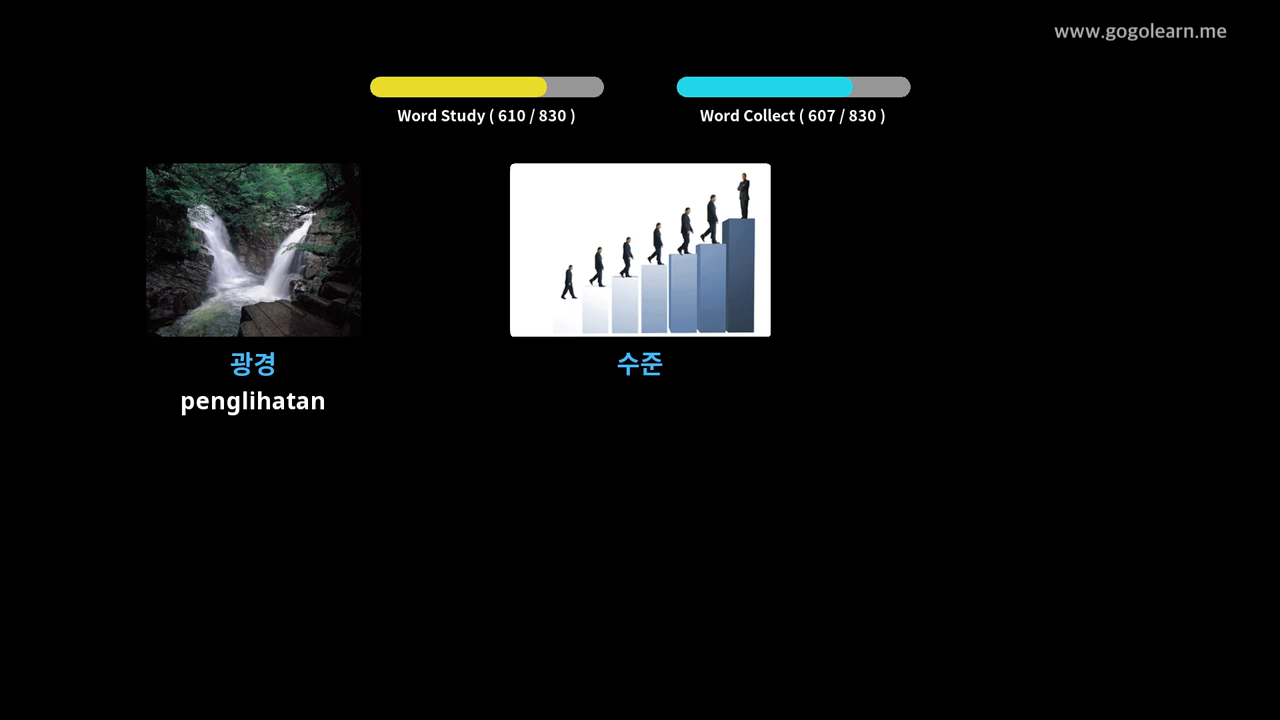 www.gogolearn.me
Word Study ( 610 / 830 )
Word Collect ( 607 / 830 )
광경
penglihatan
수준